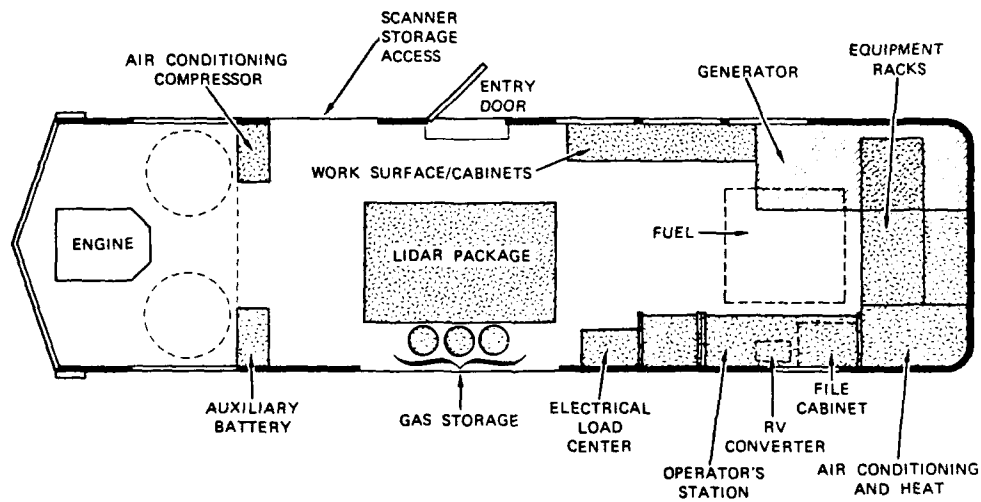 SCANNER
STORAGE
ACCESS
AIR CONDITIONING
COMPRESSOR
ENTRY
DOOR
GENERATOR
EQUIPMENT
RACKS
WORK SURFACE/CABINETS
ENGINE
LIDAR PACKAGE
FUEL
AUXILIARY
BATTERY
GAS STORAGE
ELECTRICAL
LOAD
CENTER
OPERATOR'S
STATION
RV
CONVERTER
FILE
CABINET
AIR CONDITIONING
AND HEAT